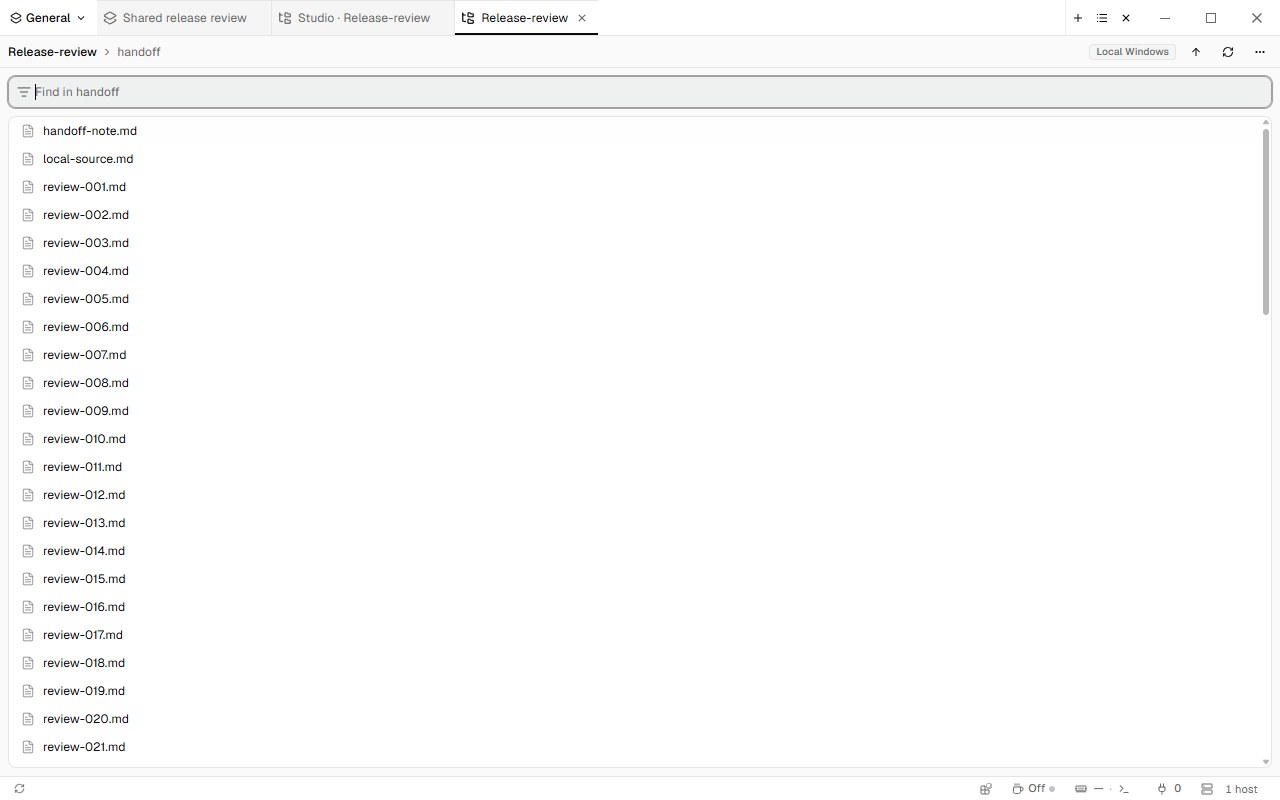 General
Shared release review
Studio · Release-review
Release-review
Release-review > handoff
Local Windows
Find in handoff
handoff-note.md
local-source.md
review-001.md
review-002.md
review-003.md
review-004.md
review-005.md
review-006.md
review-007.md
review-008.md
review-009.md
review-010.md
review-011.md
review-012.md
review-013.md
review-014.md
review-015.md
review-016.md
review-017.md
review-018.md
review-019.md
review-020.md
review-021.md
Off
0
1 host